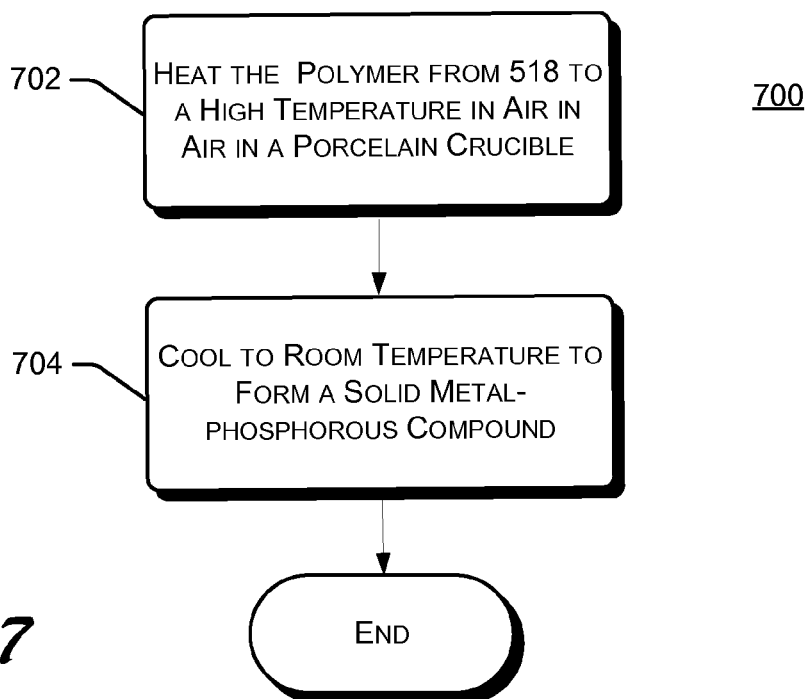 702
HEAT THE POLYMER FROM 518 TO
A HIGH TEMPERATURE IN AIR IN
AIR IN A PORCELAIN CRUCIBLE
700
704
COOL TO ROOM TEMPERATURE TO
FORM A SOLID METAL-
PHOSPHOROUS COMPOUND
END
7